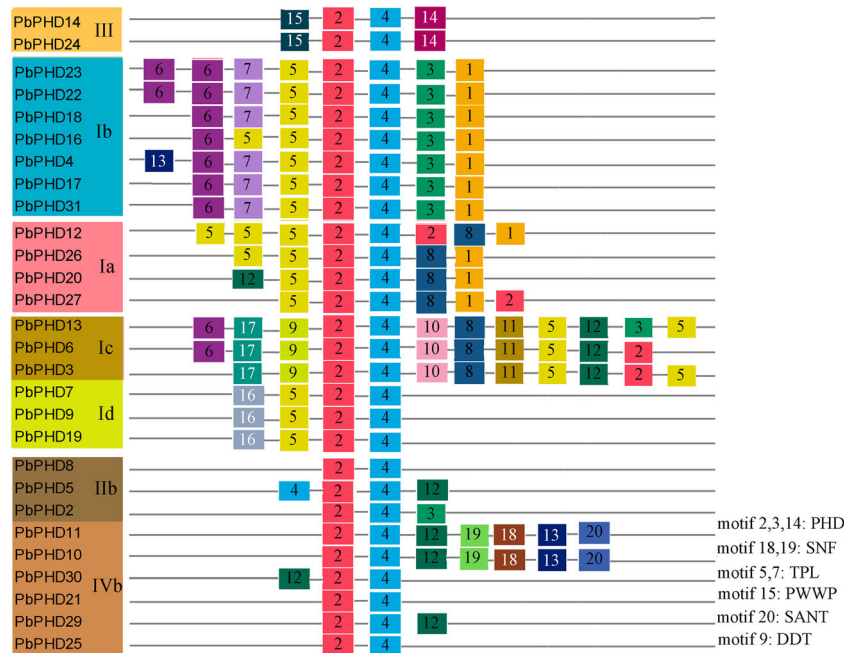 PbPHD14 III 15 2 4 14
PbPHD24 15 2 4 14
PbPHD23 6 6 7 5 2 4 3 1
PbPHD22 6 6 7 5 2 4 3 1
PbPHD18 Ib 6 7 5 2 4 3 1
PbPHD16 6 5 5 2 4 3 1
PbPHD4 13 6 7 5 2 4 3 1
PbPHD17 6 7 5 2 4 3 1
PbPHD31 6 7 5 2 4 3 1
PbPHD12 5 5 5 2 4 2 8 1
PbPHD26 Ia 5 5 2 4 8 1
PbPHD20 12 5 2 4 8 1
PbPHD27 5 2 4 8 1 2
PbPHD13 6 17 9 2 4 10 8 11 5 12 3 5
PbPHD6 Ic 6 17 9 2 4 10 8 11 5 12 2
PbPHD3 17 9 2 4 10 8 11 5 12 2 5
PbPHD7 16 5 2 4
PbPHD9 Id 16 5 2 4
PbPHD19 16 5 2 4
PbPHD8 2 4
PbPHD5 IIb 4 2 4 12
PbPHD2 2 4 3
PbPHD11 2 4 12 19 18 13 20 motif 2,3,14: PHD
PbPHD10 2 4 12 19 18 13 20 motif 18,19: SNF
PbPHD30 IVb 12 2 4 motif 5,7: TPL
PbPHD21 2 4 motif 15: PWWP
PbPHD29 2 4 12 motif 20: SANT
PbPHD25 2 4 motif 9: DDT